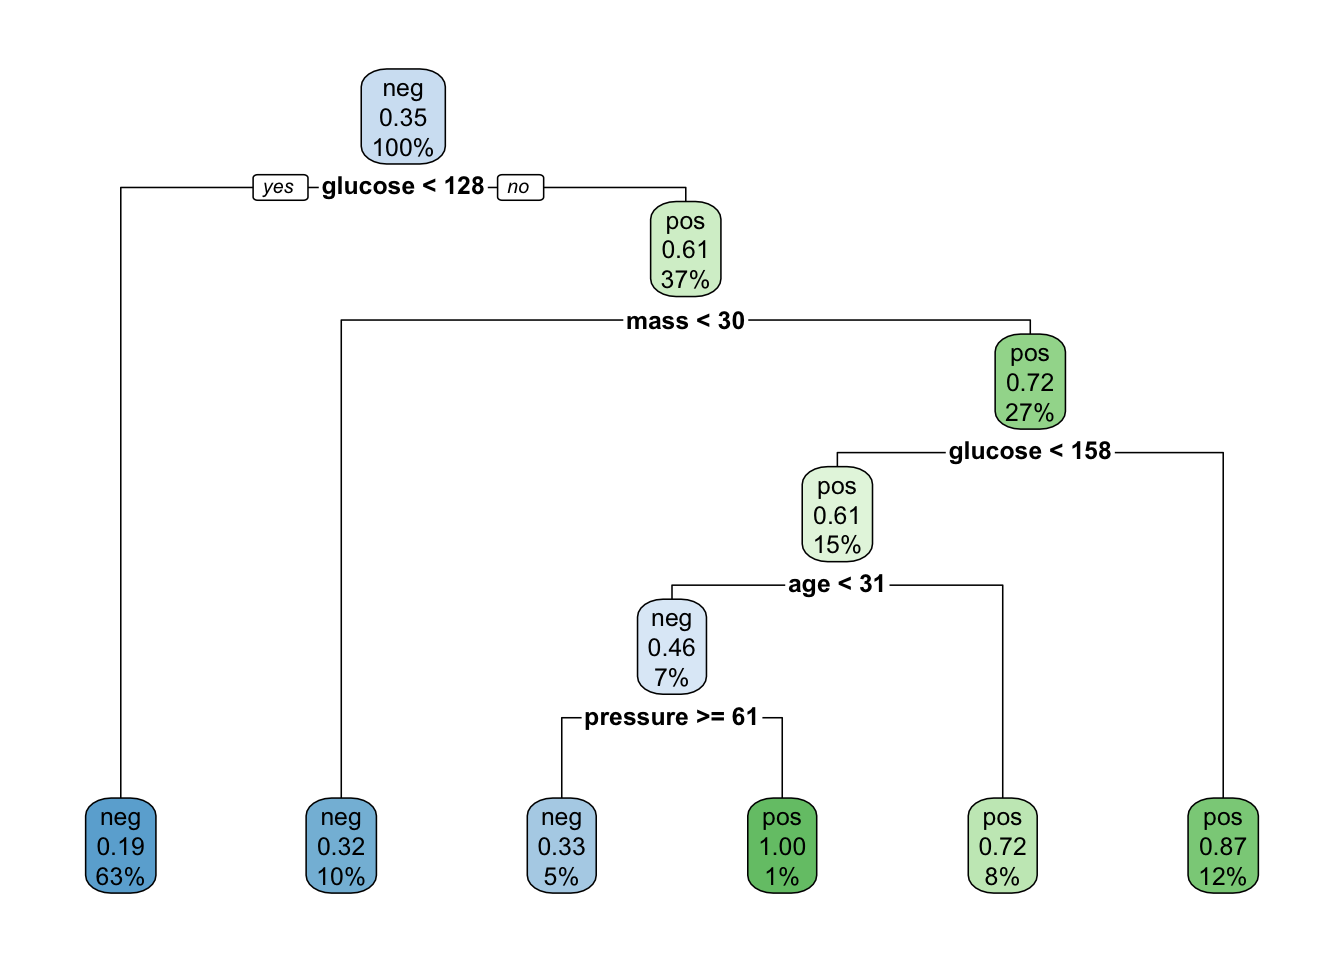 neg
0.35
100%
yes glucose < 128 no
pos
0.61
37%
mass < 30
pos
0.72
27%
glucose < 158
pos
0.61
15%
age < 31
neg
0.46
7%
pressure >= 61
neg
0.19
63%
neg
0.32
10%
neg
0.33
5%
pos
1.00
1%
pos
0.72
8%
pos
0.87
12%